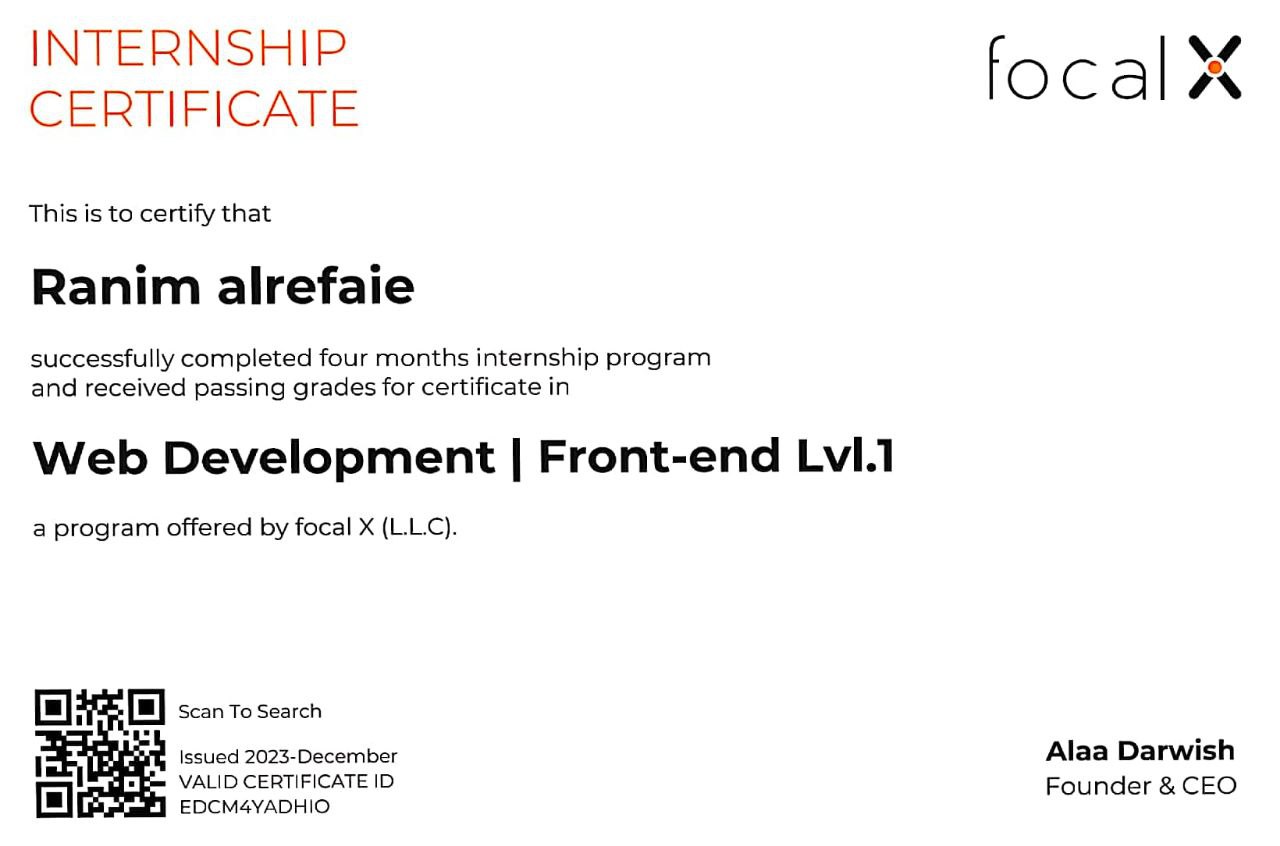 INTERNSHIP
CERTIFICATE
focal X
This is to certify that
Ranim alrefaie
successfully completed four months internship program
and received passing grades for certificate in
Web Development | Front-end Lvl.1
a program offered by focal X (L.L.C).
Scan To Search
Issued 2023-December
VALID CERTIFICATE ID
EDCM4YADHIO
Alaa Darwish
Founder & CEO